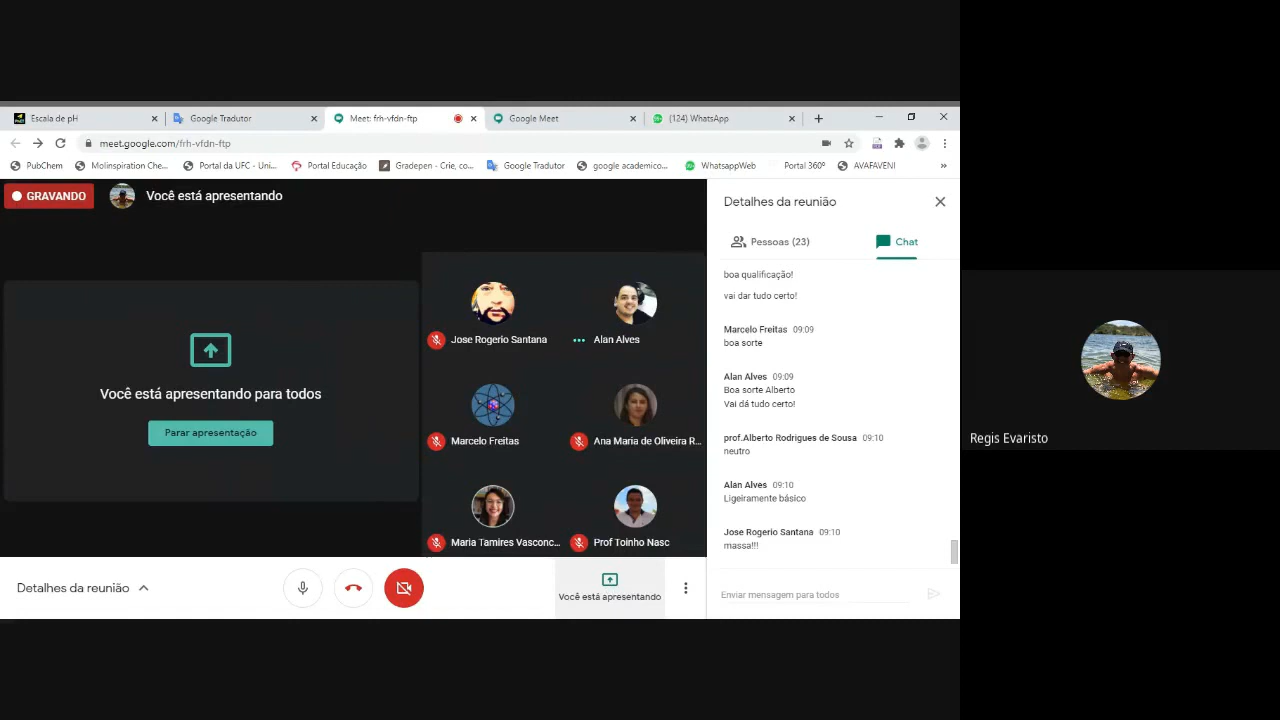 Escala de pH
Google Tradutor
Meet: frh-vfdn-ftp
Google Meet
(124) WhatsApp
meet.google.com/frh-vfdn-ftp
PubChem
Molinspiration Che...
Portal da UFC - Uni...
Portal Educação
Gradepen - Crie, co...
Google Tradutor
google academico...
WhatsappWeb
Portal 360º
AVAFAVENI
»
GRAVANDO
Você está apresentando
Você está apresentando para todos
Parar apresentação
Jose Rogerio Santana
Alan Alves
Marcelo Freitas
Ana Maria de Oliveira R...
Maria Tamires Vasconc...
Prof Toinho Nasc
Detalhes da reunião
Você está apresentando
Detalhes da reunião
Pessoas (23)
Chat
boa qualificação!
vai dar tudo certo!
Marcelo Freitas 09:09
boa sorte
Alan Alves 09:09
Boa sorte Alberto
Vai dá tudo certo!
prof.Alberto Rodrigues de Sousa 09:10
neutro
Alan Alves 09:10
Ligeiramente básico
Jose Rogerio Santana 09:10
massa!!!
Enviar mensagem para todos
Regis Evaristo